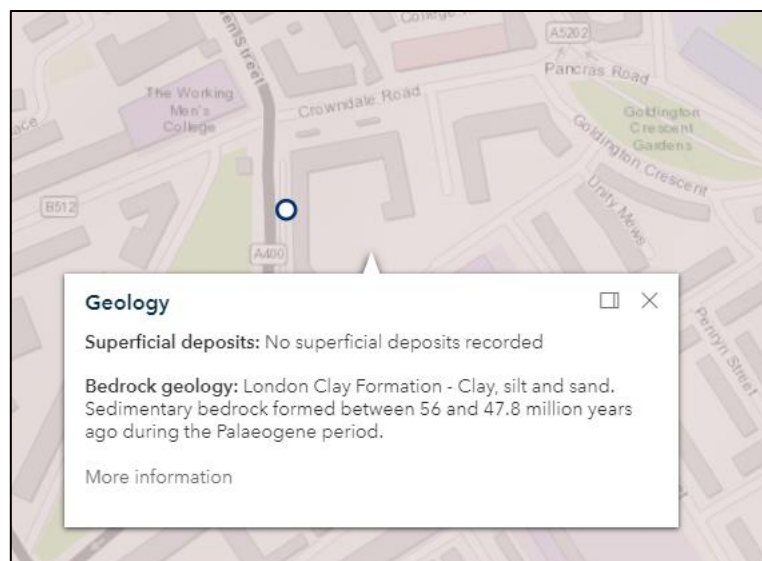 College
A5202
Pancras Road
The Working
Men's
College
Crowndale Road
Goldington
Crescent
Gardens
Goldington Crescent
Unity Mews
B512
A400
Penryn Street
Geology
Superficial deposits: No superficial deposits recorded
Bedrock geology: London Clay Formation - Clay, silt and sand.
Sedimentary bedrock formed between 56 and 47.8 million years
ago during the Palaeogene period.
More information